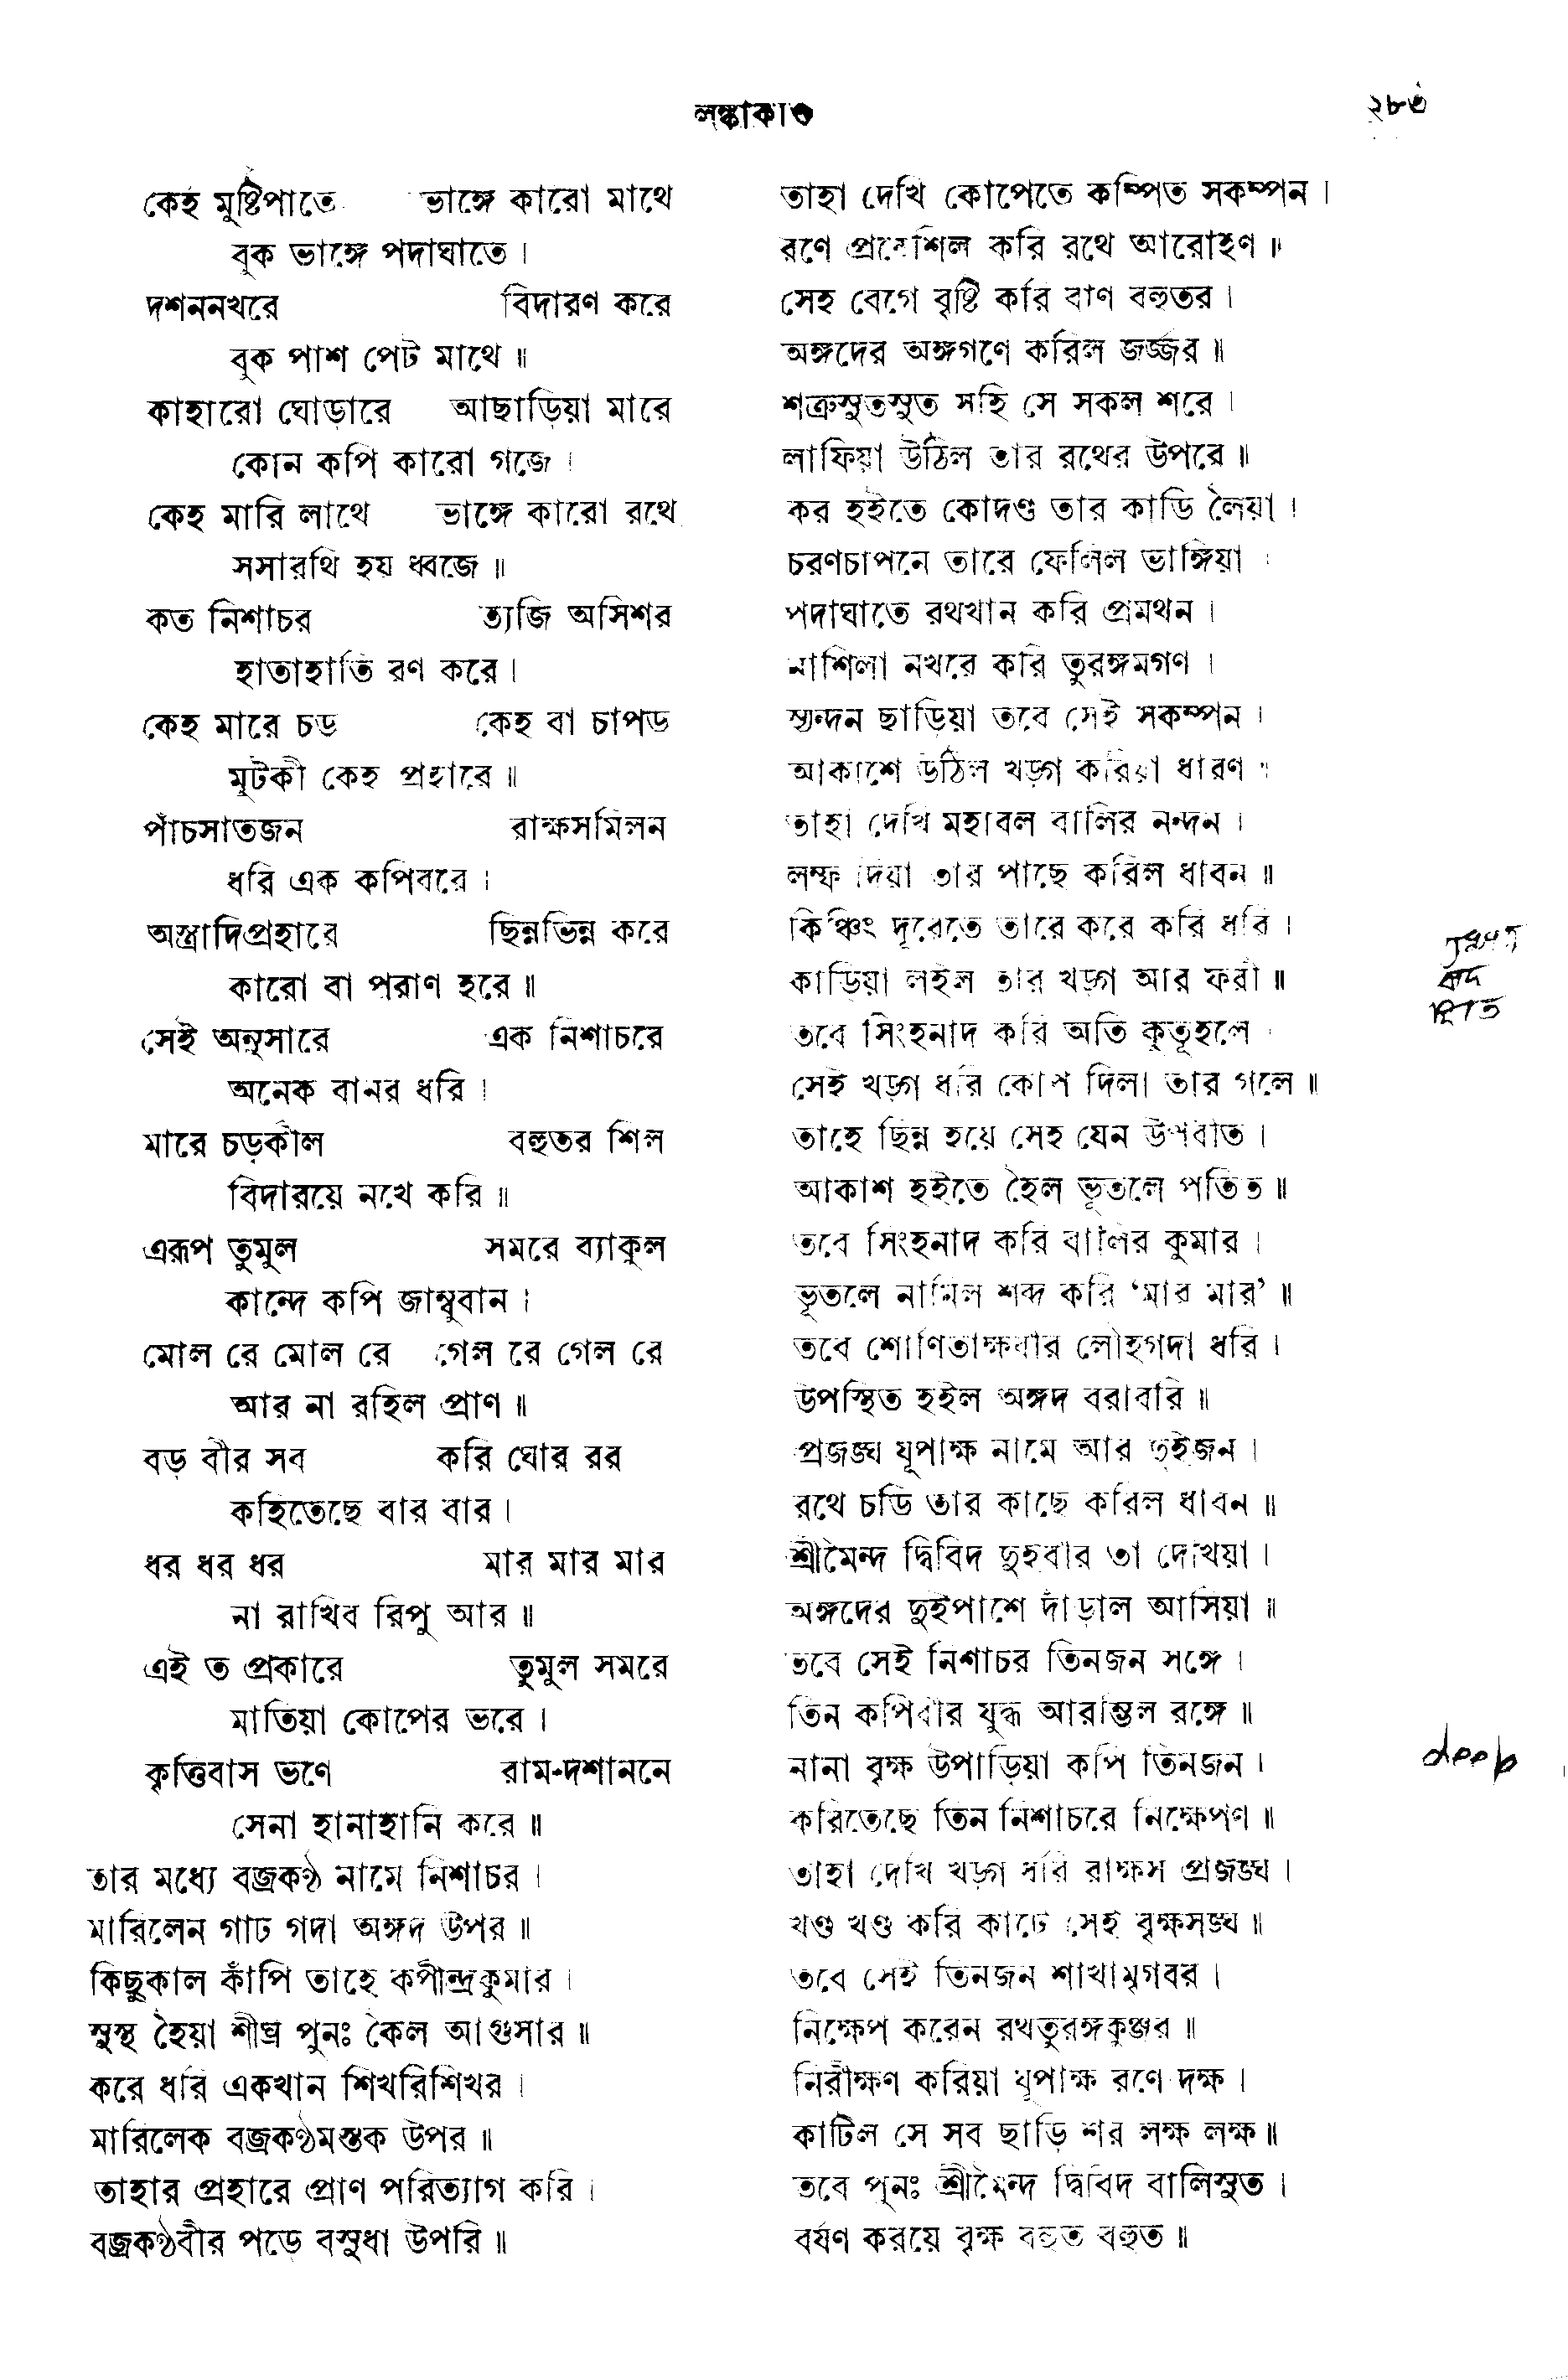 লঙ্কাকাণ্ড
২৮৩
কেহ মুষ্টিপাতে ভাঙ্গে কারো মাথে
বুক ভাঙ্গে পদাঘাতে।
দশননখরে বিদারণ করে
বুক পাশ পেট মাথে॥
কাহারো ঘোড়ারে আছাড়িয়া মারে
কোন কপি কারো গজে।
কেহ মারি লাথে ভাঙ্গে কারো রথে
সসারথি হয় ধ্বজে॥
কত নিশাচর ত্যজি অসিশর
হাতাহাতি রণ করে।
কেহ মারে চড় কেহ বা চাপড়
মুটকী কেহ প্রহারে॥
পাঁচসাতজন রাক্ষসমিলন
ধরি এক কপিবরে।
অস্ত্রাদিপ্রহারে ছিন্নভিন্ন করে
কারো বা পরাণ হরে॥
সেই অনুসারে এক নিশাচরে
অনেক বানর ধরি।
মারে চড়কীল বহুতর শিল
বিদারয়ে নখে করি॥
এরূপ তুমুল সমরে ব্যাকুল
কান্দে কপি জাম্বুবান।
মোল রে মোল রে গেল রে গেল রে
আর না রহিল প্রাণ॥
বড় বীর সব করি ঘোর রব
কহিতেছে বার বার।
ধর ধর ধর মার মার মার
না রাখিব রিপু আর॥
এই ত প্রকারে তুমুল সমরে
মাতিয়া কোপের ভরে।
কৃত্তিবাস ভণে রাম-দশাননে
সেনা হানাহানি করে॥
তার মধ্যে বজ্রকণ্ঠ নামে নিশাচর।
মারিলেন গাঢ গদা অঙ্গদ উপর॥
কিছুকাল কাঁপি তাহে কপীন্দ্রকুমার।
সুস্থ হৈয়া শীঘ্র পুনঃ কৈল আগুসার॥
করে ধরি একখান শিখরিশিখর।
মারিলেক বজ্রকণ্ঠমস্তক উপর॥
তাহার প্রহারে প্রাণ পরিত্যাগ করি।
বজ্রকণ্ঠবীর পড়ে বসুধা উপরি॥
তাহা দেখি কোপেতে কম্পিত সকম্পন।
রণে প্রবেশিল করি রথে আরোহণ॥
সেহ বেগে বৃষ্টি করি বাণ বহুতর।
অঙ্গদের অঙ্গগণে করিল জর্জ্জর॥
শত্রুসুতসুত সহি সে সকল শরে।
লাফিয়া উঠিল তার রথের উপরে॥
কর হইতে কোদণ্ড তার কাডি লৈয়া।
চরণচাপনে তারে ফেলিল ভাঙ্গিয়া।
পদাঘাতে রথখান করি প্রমথন।
নাশিলা নখরে করি তুরঙ্গমগণ।
স্যন্দন ছাড়িয়া তবে সেই সকম্পন।
আকাশে উঠিল খড়্গ করিয়া ধারণ॥
তাহা দেখি মহাবল বালির নন্দন।
লম্ফ দিয়া তার পাছে করিল ধাবন॥
কিঞ্চিৎ দূরেতে তারে করে করি ধরি।
কাড়িয়া লইল তার খড়্গ আর ফরী॥
তবে সিংহনাদ করি অতি কুতূহলে।
সেই খড়্গ ধরি কোপ দিলা তার গলে॥
তাহে ছিন্ন হয়ে সেহ যেন উপবীত।
আকাশ হইতে হৈল ভূতলে পতিত॥
তবে সিংহনাদ করি বালির কুমার।
ভূতলে নামিল শব্দ করি ‘মার মার’॥
তবে শোণিতাক্ষবীর লৌহগদা ধরি।
উপস্থিত হইল অঙ্গদ বরাবরি॥
প্রজঙ্ঘ যূপাক্ষ নামে আর দুইজন।
রথে চডি তার কাছে করিল ধাবন॥
শ্রীমৈন্দ দ্বিবিদ দুইবীর তা দেখিয়া।
অঙ্গদের দুইপাশে দাঁড়াল আসিয়া॥
তবে সেই নিশাচর তিনজন সঙ্গে।
তিন কপিবীর যুদ্ধ আরম্ভিল রঙ্গে॥
নানা বৃক্ষ উপাড়িয়া কপি তিনজন।
করিতেছে তিন নিশাচরে নিক্ষেপণ॥
তাহা দেখি খড়্গ ধরি রাক্ষস প্রজঙ্ঘ।
খণ্ড খণ্ড করি কাটে সেই বৃক্ষসঙ্ঘ॥
তবে সেই তিনজন শাখামৃগবর।
নিক্ষেপ করেন রথতুরঙ্গকুঞ্জর॥
নিরীক্ষণ করিয়া যূপাক্ষ রণে দক্ষ।
কাটিল সে সব ছাড়ি শর লক্ষ লক্ষ॥
তবে পুনঃ শ্রীমৈন্দ দ্বিবিদ বালিসুত।
বর্ষণ করয়ে বৃক্ষ বহুত বহুত॥
deep